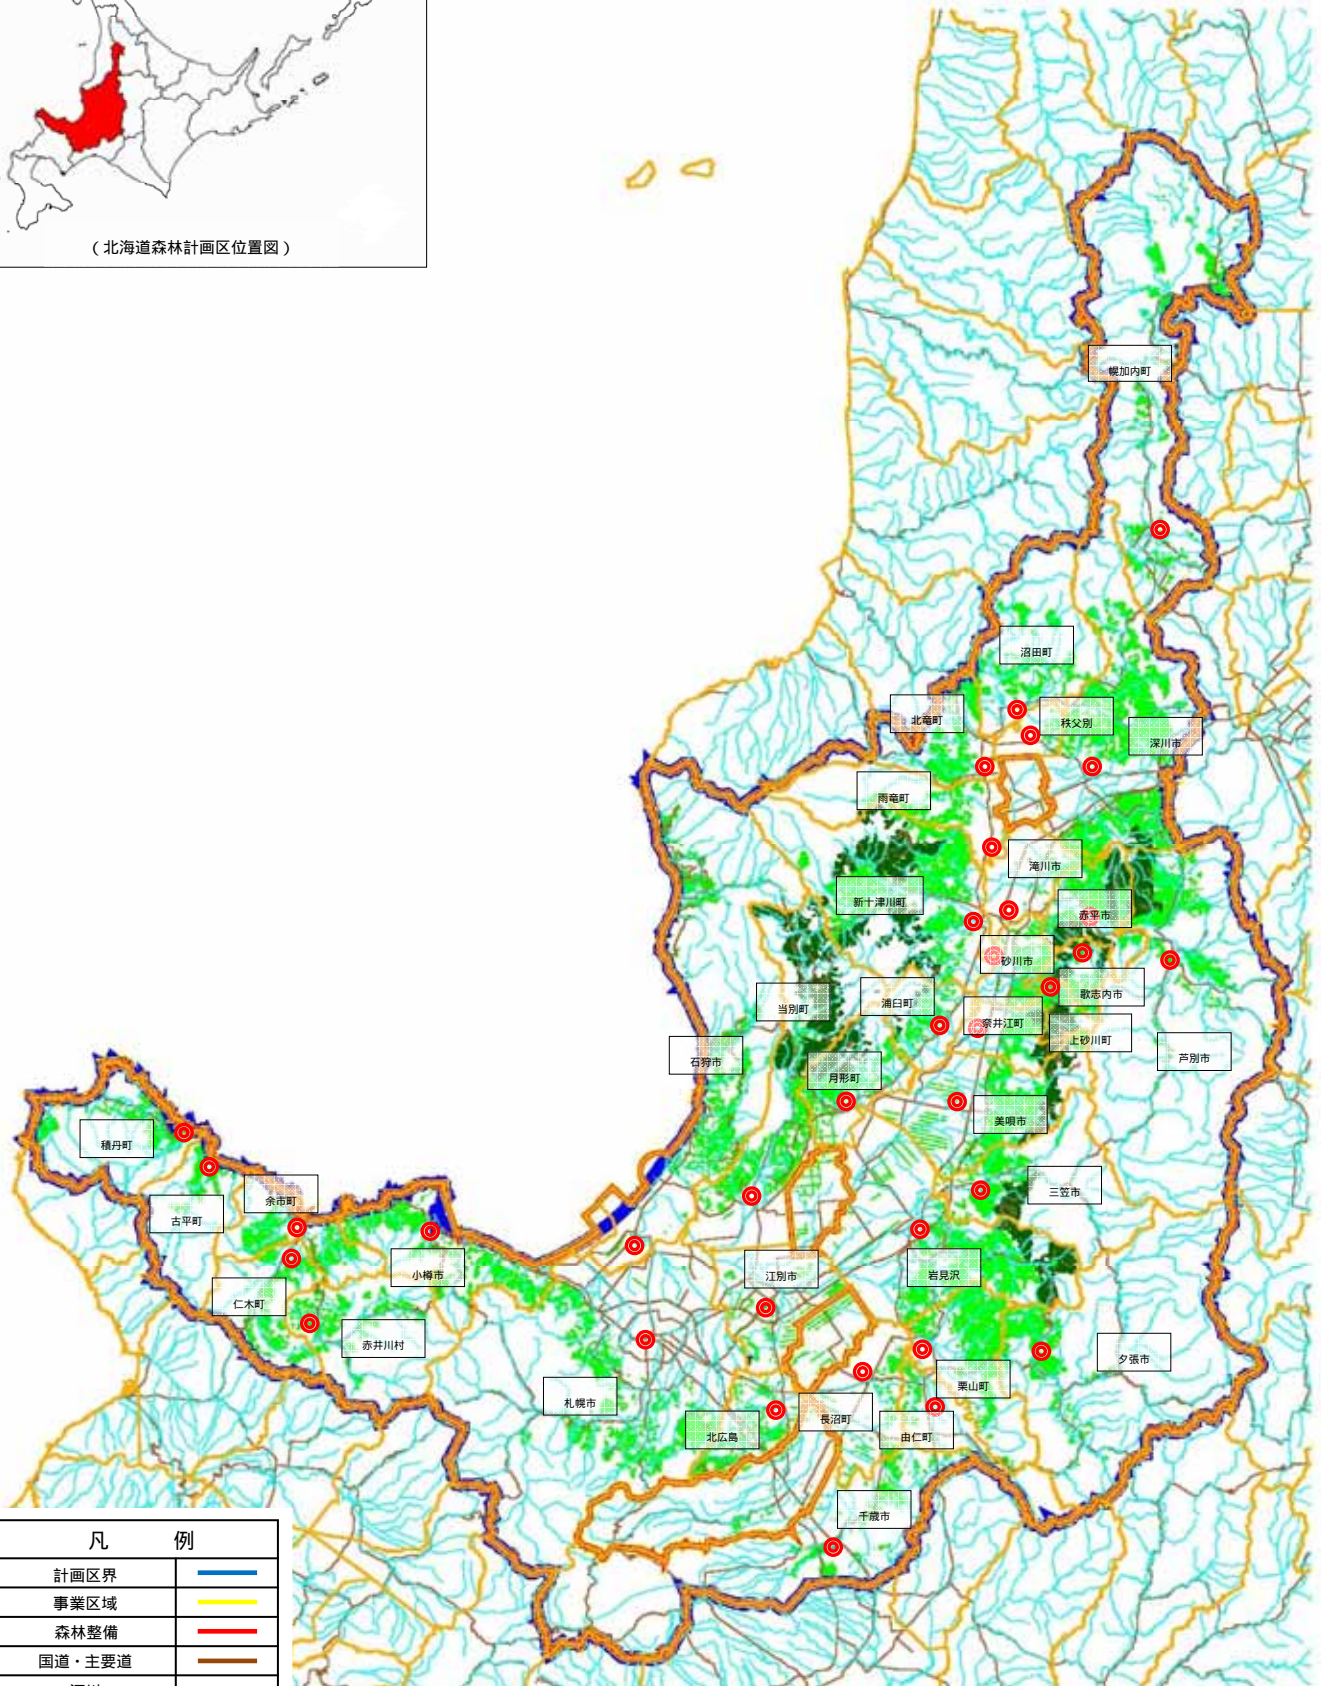 （北海道森林計画区位置図）
幌加内町
沼田町
北竜町
秩父別
深川市
雨竜町
滝川市
新十津川町
赤平市
砂川市
歌志内市
当別町
浦臼町
奈井江町
上砂川町
石狩市
芦別市
月形町
美唄市
積丹町
三笠市
余市町
古平町
小樽市
江別市
岩見沢
仁木町
赤井川村
夕張市
栗山町
札幌市
長沼町
北広島
由仁町
千歳市
凡 例
計画区界
事業区域
森林整備
国道・主要道